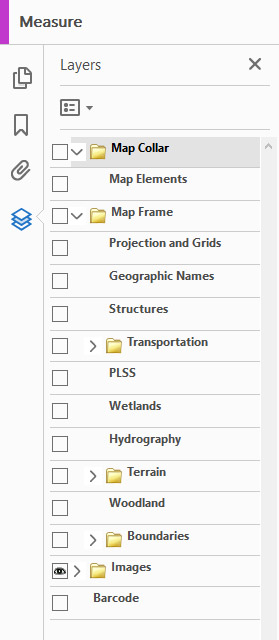 Measure
Layers
Map Collar
Map Elements
Map Frame
Projection and Grids
Geographic Names
Structures
Transportation
PLSS
Wetlands
Hydrography
Terrain
Woodland
Boundaries
Images
Barcode